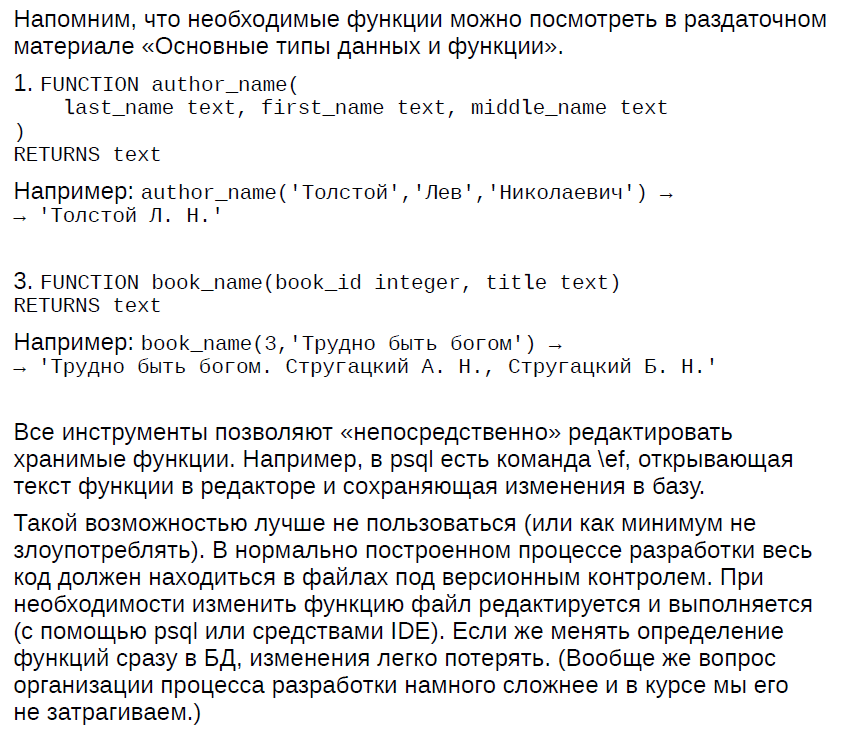 Напомним, что необходимые функции можно посмотреть в раздаточном
материале «Основные типы данных и функции».
1. FUNCTION author_name(
last_name text, first_name text, middle_name text
)
RETURNS text
Например: author_name('Толстой','Лев','Николаевич') →
→ 'Толстой Л. Н.'
3. FUNCTION book_name(book_id integer, title text)
RETURNS text
Например: book_name(3,'Трудно быть богом') →
→ 'Трудно быть богом. Стругацкий А. Н., Стругацкий Б. Н.'
Все инструменты позволяют «непосредственно» редактировать
хранимые функции. Например, в psql есть команда \ef, открывающая
текст функции в редакторе и сохраняющая изменения в базу.
Такой возможностью лучше не пользоваться (или как минимум не
злоупотреблять). В нормально построенном процессе разработки весь
код должен находиться в файлах под версионным контролем. При
необходимости изменить функцию файл редактируется и выполняется
(с помощью psql или средствами IDE). Если же менять определение
функций сразу в БД, изменения легко потерять. (Вообще же вопрос
организации процесса разработки намного сложнее и в курсе мы его
не затрагиваем.)